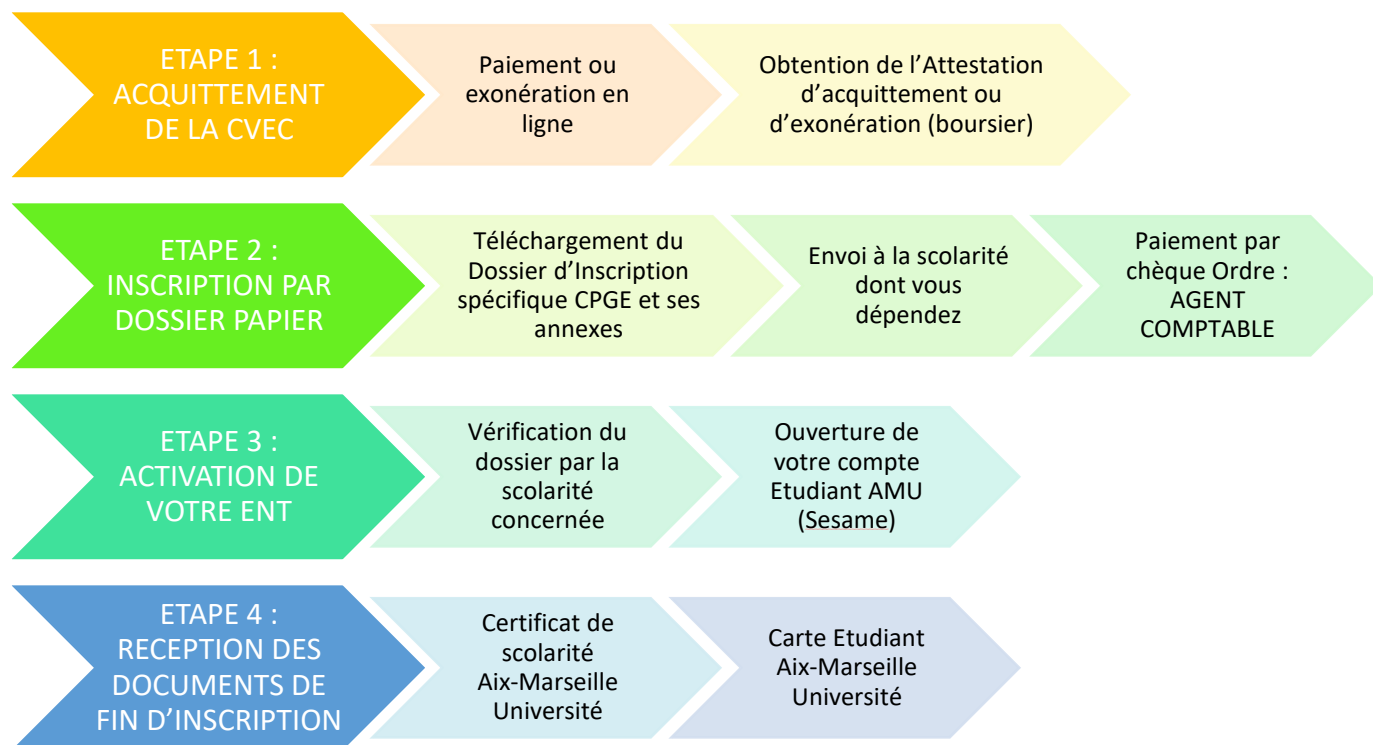 ETAPE 1 :
ACQUITTEMENT
DE LA CVEC
Paiement ou
exonération en
ligne
Obtention de l’Attestation
d’acquittement ou
d’exonération (boursier)
ETAPE 2 :
INSCRIPTION PAR
DOSSIER PAPIER
Téléchargement du
Dossier d’Inscription
spécifique CPGE et ses
annexes
Envoi à la scolarité
dont vous
dépendez
Paiement par
chèque Ordre :
AGENT
COMPTABLE
ETAPE 3 :
ACTIVATION DE
VOTRE ENT
Vérification du
dossier par la
scolarité
concernée
Ouverture de
votre compte
Etudiant AMU
(Sesame)
ETAPE 4 :
RECEPTION DES
DOCUMENTS DE
FIN D’INSCRIPTION
Certificat de
scolarité
Aix-Marseille
Université
Carte Etudiant
Aix-Marseille
Université